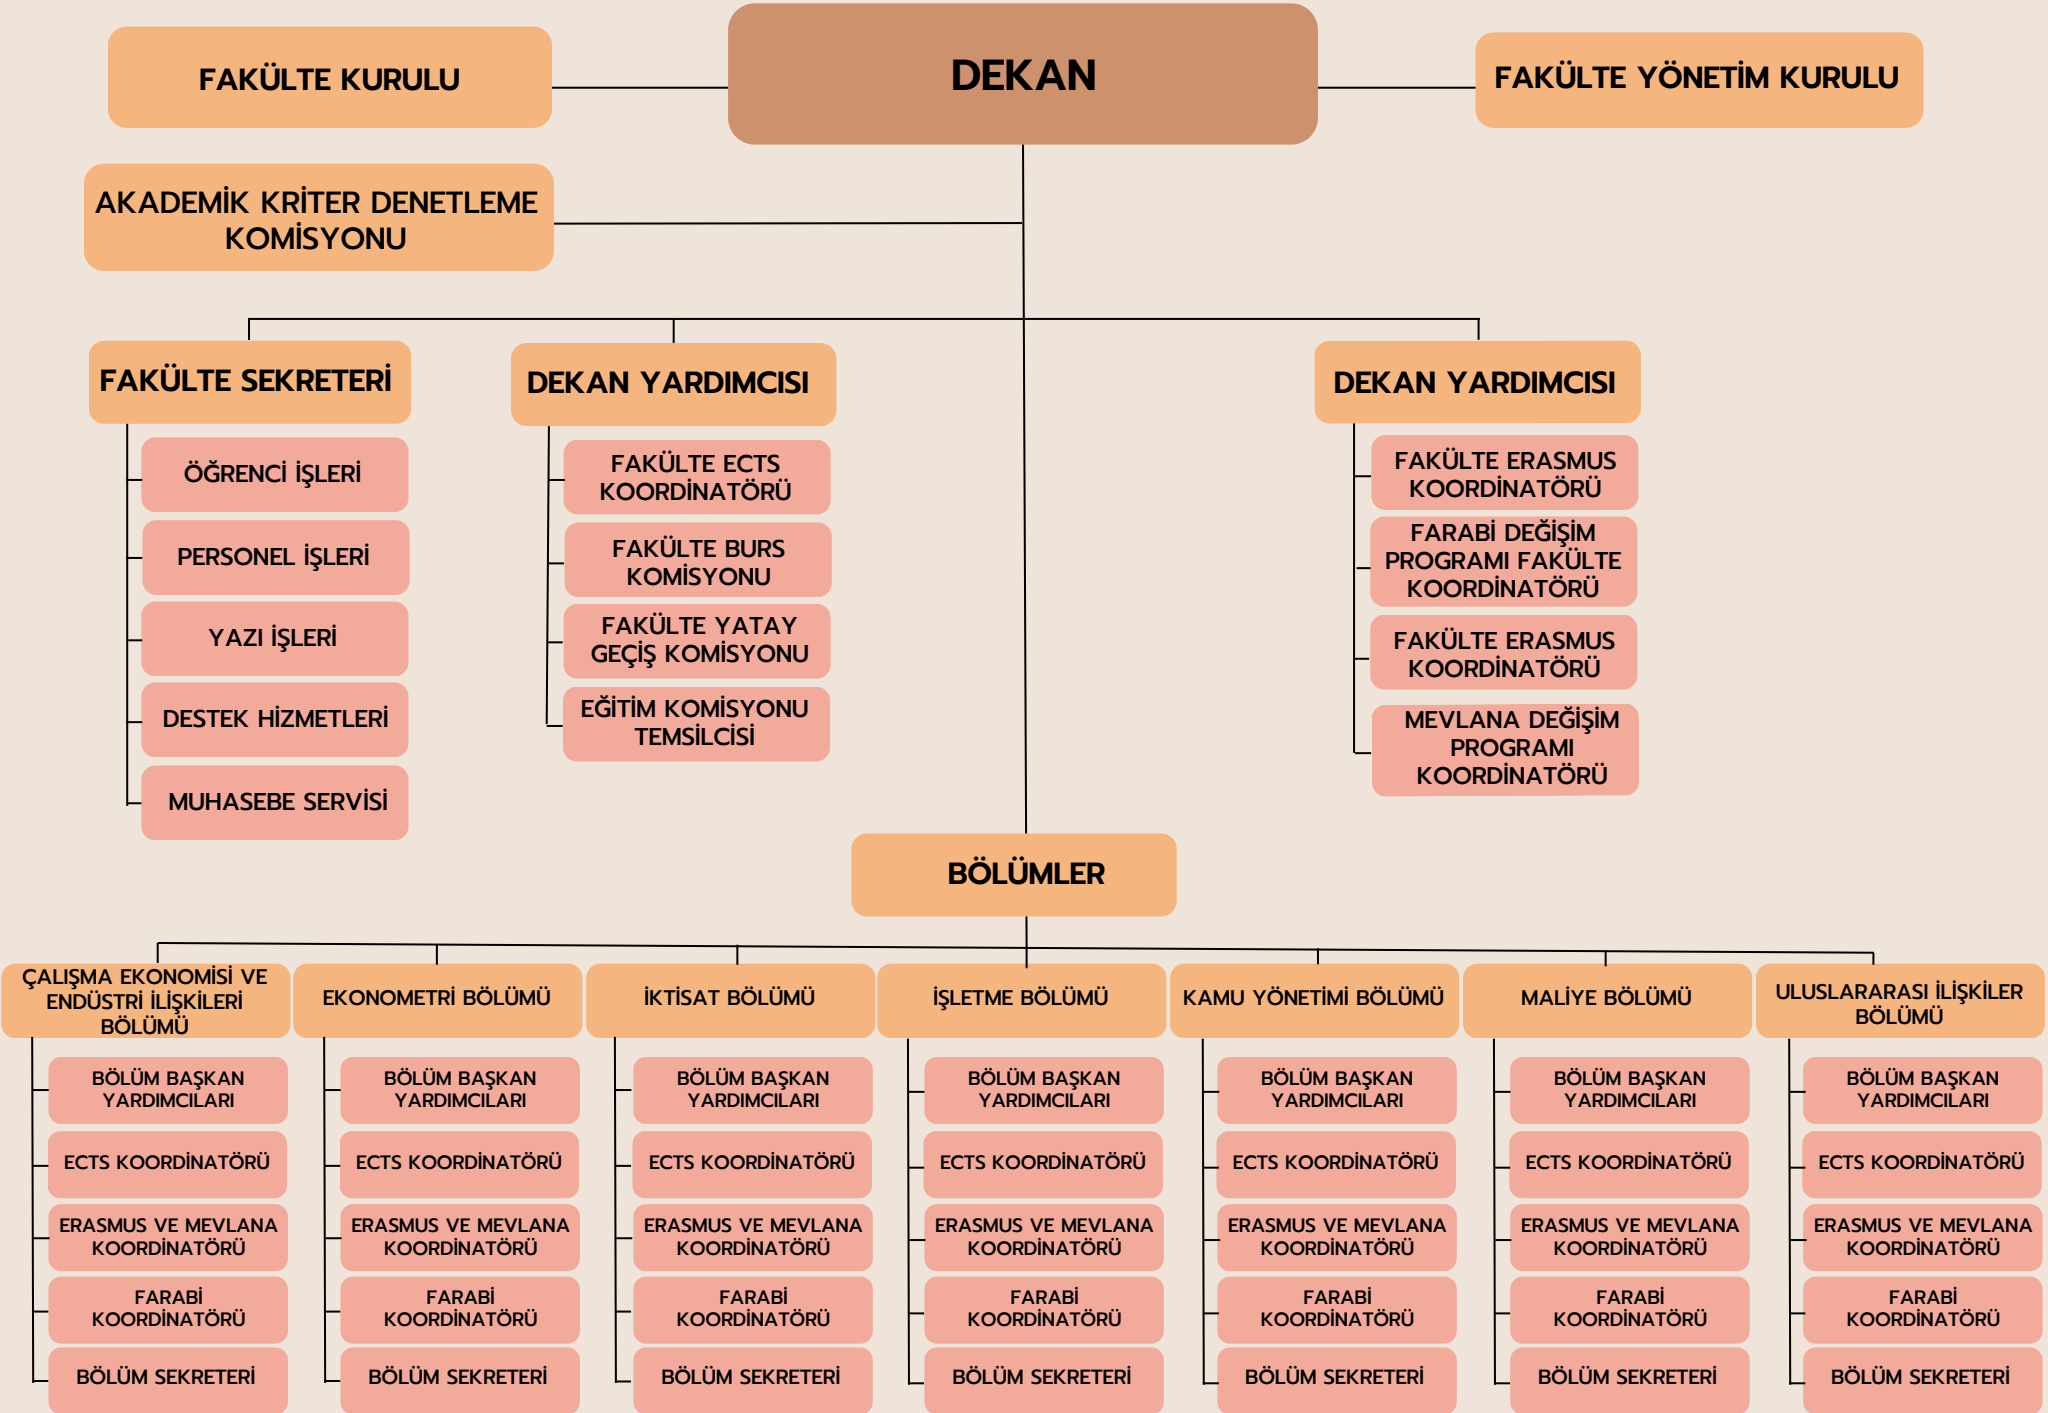 FAKÜLTE KURULU
DEKAN
FAKÜLTE YÖNETİM KURULU
AKADEMİK KRİTER DENETLEME
KOMİSYONU
FAKÜLTE SEKRETERİ
ÖĞRENCİ İŞLERİ
PERSONEL İŞLERİ
YAZI İŞLERİ
DESTEK HİZMETLERİ
MUHASEBE SERVİSİ
DEKAN YARDIMCISI
FAKÜLTE ECTS
KOORDİNATÖRÜ
FAKÜLTE BURS
KOMİSYONU
FAKÜLTE YATAY
GEÇİŞ KOMİSYONU
EĞİTİM KOMİSYONU
TEMSİLCİSİ
DEKAN YARDIMCISI
FAKÜLTE ERASMUS
KOORDİNATÖRÜ
FARABİ DEĞİŞİM
PROGRAMI FAKÜLTE
KOORDİNATÖRÜ
FAKÜLTE ERASMUS
KOORDİNATÖRÜ
MEVLANA DEĞİŞİM
PROGRAMI
KOORDİNATÖRÜ
BÖLÜMLER
ÇALIŞMA EKONOMİSİ VE
ENDÜSTRİ İLİŞKİLERİ
BÖLÜMÜ
BÖLÜM BAŞKAN
YARDIMCILARI
ECTS KOORDİNATÖRÜ
ERASMUS VE MEVLANA
KOORDİNATÖRÜ
FARABİ
KOORDİNATÖRÜ
BÖLÜM SEKRETERİ
EKONOMETRİ BÖLÜMÜ
BÖLÜM BAŞKAN
YARDIMCILARI
ECTS KOORDİNATÖRÜ
ERASMUS VE MEVLANA
KOORDİNATÖRÜ
FARABİ
KOORDİNATÖRÜ
BÖLÜM SEKRETERİ
İKTİSAT BÖLÜMÜ
BÖLÜM BAŞKAN
YARDIMCILARI
ECTS KOORDİNATÖRÜ
ERASMUS VE MEVLANA
KOORDİNATÖRÜ
FARABİ
KOORDİNATÖRÜ
BÖLÜM SEKRETERİ
İŞLETME BÖLÜMÜ
BÖLÜM BAŞKAN
YARDIMCILARI
ECTS KOORDİNATÖRÜ
ERASMUS VE MEVLANA
KOORDİNATÖRÜ
FARABİ
KOORDİNATÖRÜ
BÖLÜM SEKRETERİ
KAMU YÖNETİMİ BÖLÜMÜ
BÖLÜM BAŞKAN
YARDIMCILARI
ECTS KOORDİNATÖRÜ
ERASMUS VE MEVLANA
KOORDİNATÖRÜ
FARABİ
KOORDİNATÖRÜ
BÖLÜM SEKRETERİ
MALİYE BÖLÜMÜ
BÖLÜM BAŞKAN
YARDIMCILARI
ECTS KOORDİNATÖRÜ
ERASMUS VE MEVLANA
KOORDİNATÖRÜ
FARABİ
KOORDİNATÖRÜ
BÖLÜM SEKRETERİ
ULUSLARARASI İLİŞKİLER
BÖLÜMÜ
BÖLÜM BAŞKAN
YARDIMCILARI
ECTS KOORDİNATÖRÜ
ERASMUS VE MEVLANA
KOORDİNATÖRÜ
FARABİ
KOORDİNATÖRÜ
BÖLÜM SEKRETERİ